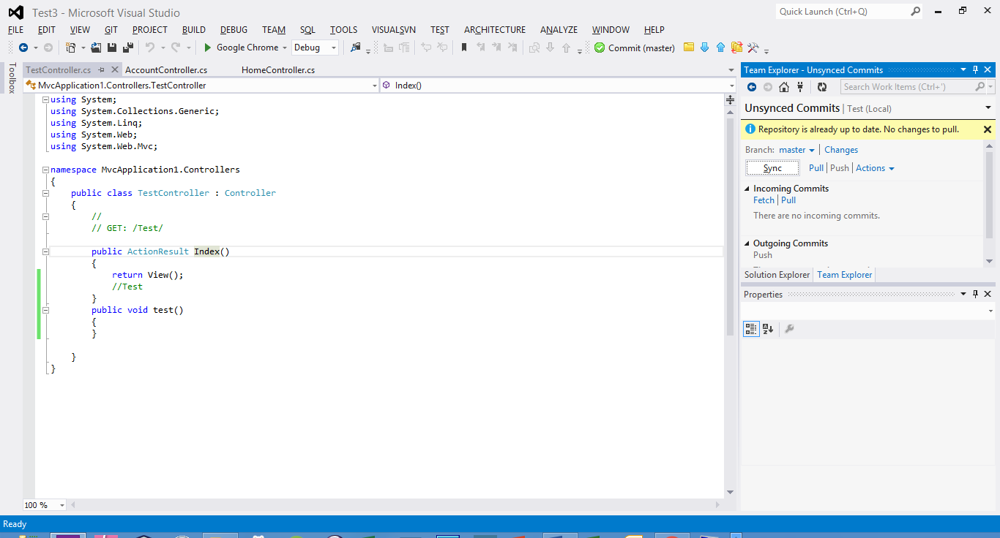 Test3 - Microsoft Visual Studio
Quick Launch (Ctrl+Q)
FILE EDIT VIEW GIT PROJECT BUILD DEBUG TEAM SQL TOOLS VISUALSVN TEST ARCHITECTURE ANALYZE WINDOW HELP
Google Chrome Debug Commit (master)
Toolbox
TestController.cs AccountController.cs HomeController.cs
MvcApplication1.Controllers.TestController Index()
using System;
using System.Collections.Generic;
using System.Linq;
using System.Web;
using System.Web.Mvc;
namespace MvcApplication1.Controllers
{
public class TestController : Controller
{
//
// GET: /Test/
public ActionResult Index()
{
return View();
//Test
}
public void test()
{
}
}
}
100 %
Team Explorer - Unsynced Commits
Search Work Items (Ctrl+')
Unsynced Commits | Test (Local)
Repository is already up to date. No changes to pull.
Branch: master Changes
Sync Pull Push Actions
Incoming Commits
Fetch Pull
There are no incoming commits.
Outgoing Commits
Push
Solution Explorer Team Explorer
Properties
Ready